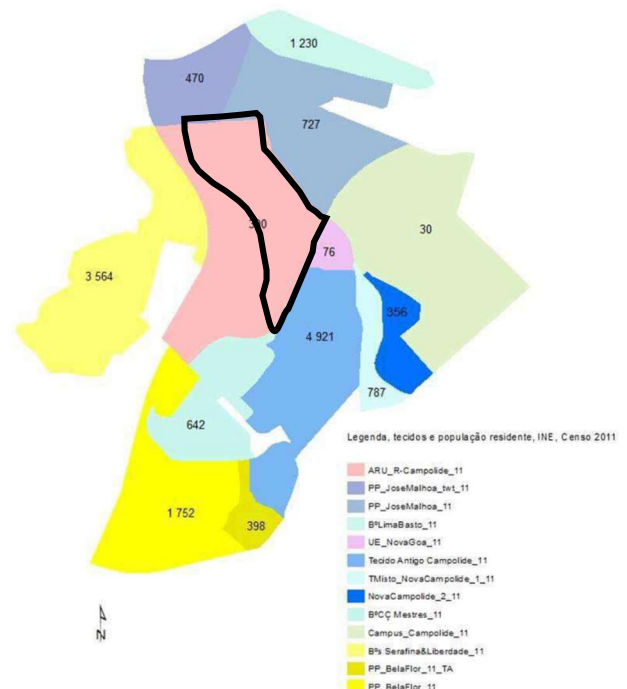 1 230
470
727
30
76
3 564
356
4 921
787
642
1 752
398
Legenda, tecidos e população residente, INE, Censo 2011
ARU_R-Campolide_11
PP_JoseMalhoa_twt_11
PP_JoseMalhoa_11
BºLimaBasto_11
UE_NovaGoa_11
Tecido Antigo Campolide_11
TMisto_NovaCampolide_1_11
NovaCampolide_2_11
BºCÇ Mestres_11
Campus_Campolide_11
Bºs Serafina&Liberdade_11
PP_BelaFlor_11_TA
PP_BelaFlor_11
N